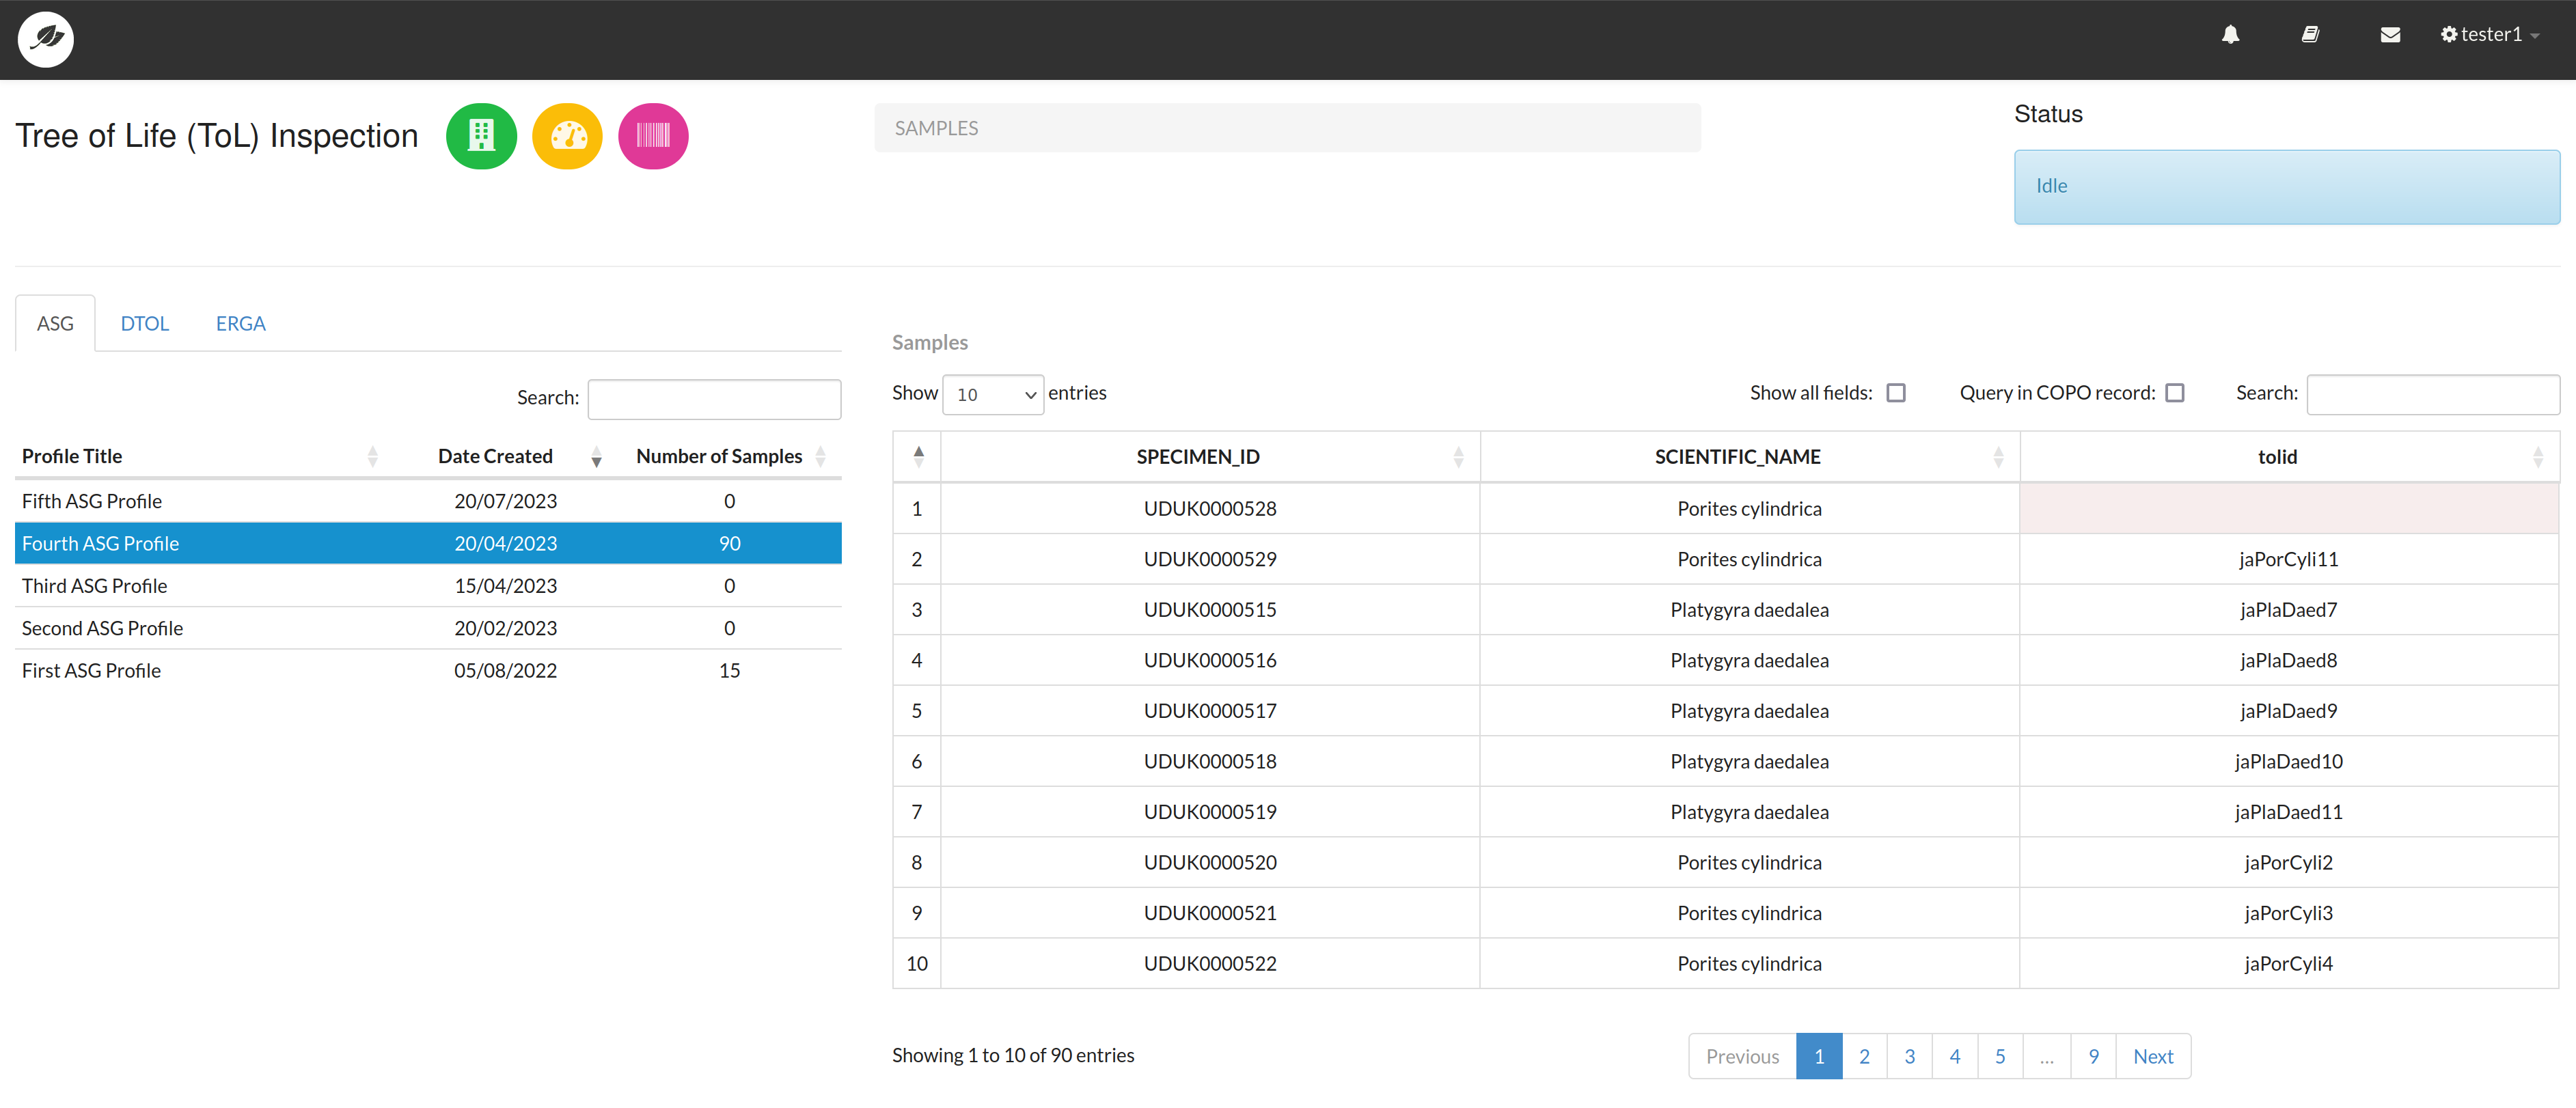 tester1
Tree of Life (ToL) Inspection
SAMPLES
Status
Idle
ASG DTOL ERGA
Search:
Profile Title Date Created Number of Samples
Fifth ASG Profile 20/07/2023 0
Fourth ASG Profile 20/04/2023 90
Third ASG Profile 15/04/2023 0
Second ASG Profile 20/02/2023 0
First ASG Profile 05/08/2022 15
Samples
Show 10 entries Show all fields: Query in COPO record: Search:
SPECIMEN_ID SCIENTIFIC_NAME tolid
1 UDUK0000528 Porites cylindrica
2 UDUK0000529 Porites cylindrica jaPorCyli11
3 UDUK0000515 Platygyra daedalea jaPlaDaed7
4 UDUK0000516 Platygyra daedalea jaPlaDaed8
5 UDUK0000517 Platygyra daedalea jaPlaDaed9
6 UDUK0000518 Platygyra daedalea jaPlaDaed10
7 UDUK0000519 Platygyra daedalea jaPlaDaed11
8 UDUK0000520 Porites cylindrica jaPorCyli2
9 UDUK0000521 Porites cylindrica jaPorCyli3
10 UDUK0000522 Porites cylindrica jaPorCyli4
Showing 1 to 10 of 90 entries Previous 1 2 3 4 5 ... 9 Next